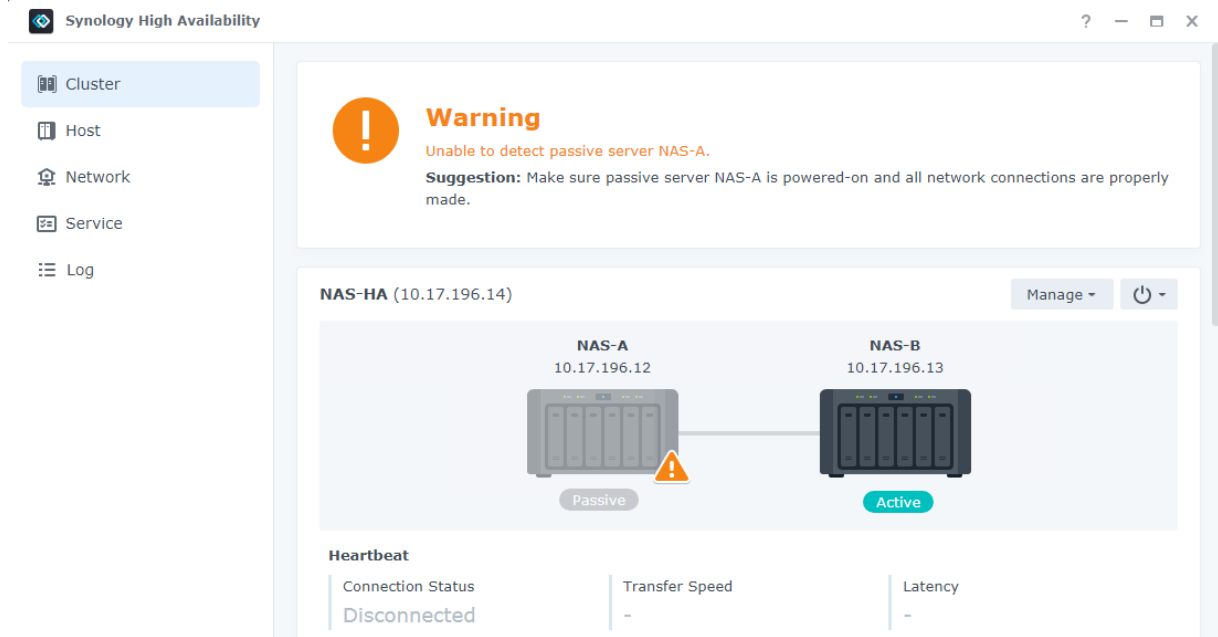 Synology High Availability
?
Cluster
Host
Network
Service
Log
Warning
Unable to detect passive server NAS-A.
Suggestion: Make sure passive server NAS-A is powered-on and all network connections are properly
made.
NAS-HA (10.17.196.14)
Manage
NAS-A
10.17.196.12
Passive
NAS-B
10.17.196.13
Active
Heartbeat
Connection Status
Disconnected
Transfer Speed
-
Latency
-